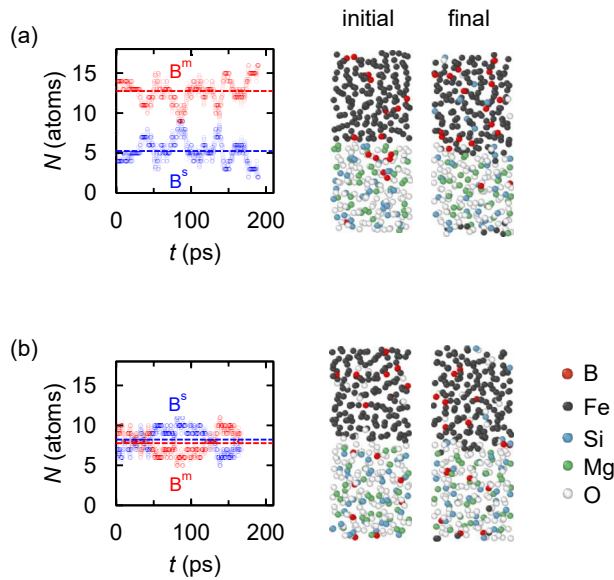 initial final
(a)
N (atoms)
15
10
5
0
B^m
B^s
0 100 200
t (ps)
(b)
N (atoms)
15
10
5
0
B^s
B^m
0 100 200
t (ps)
B
Fe
Si
Mg
O